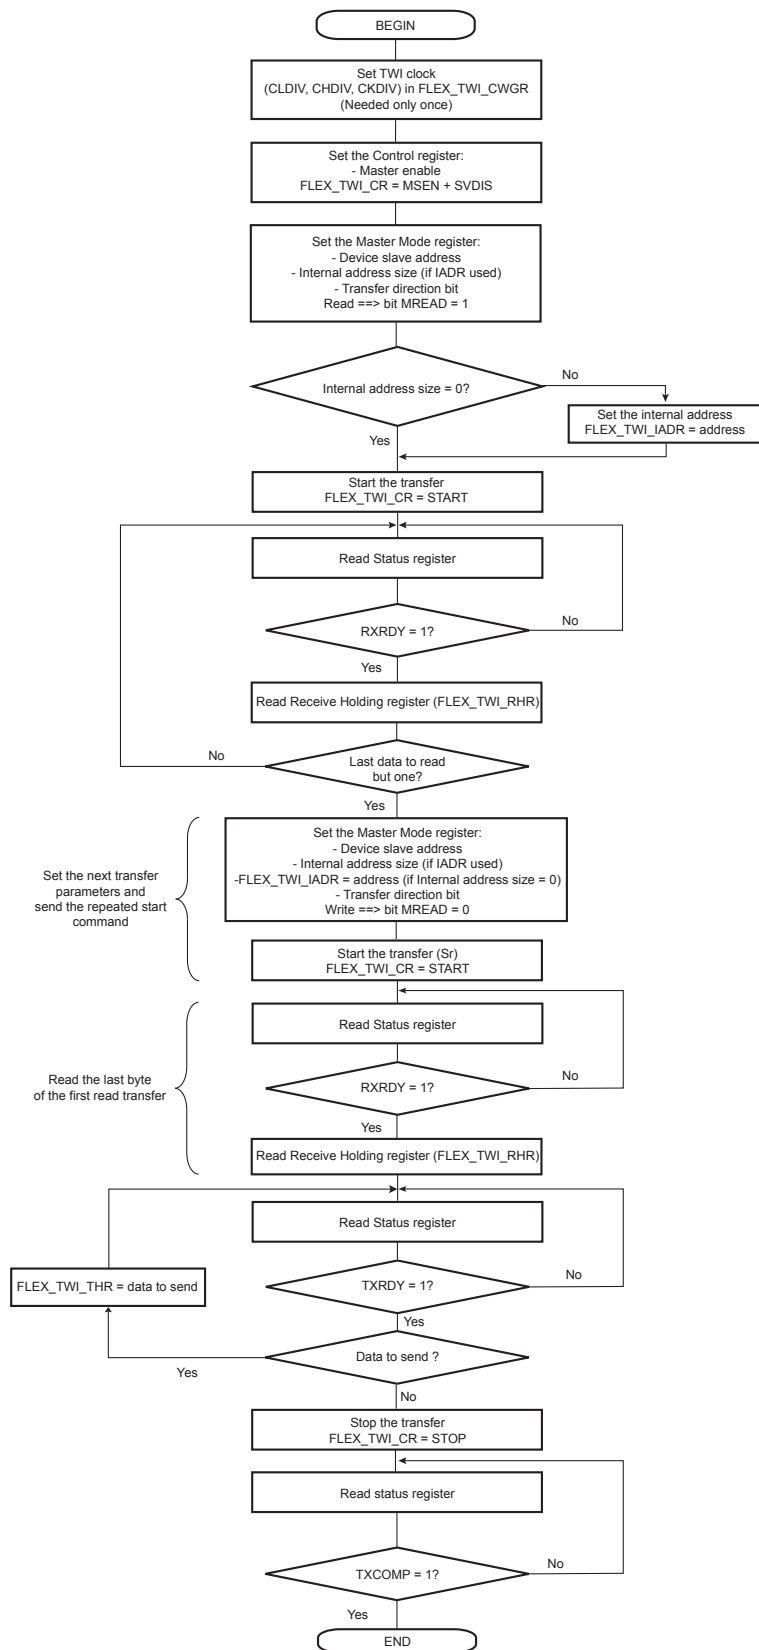 BEGIN
Set TWI clock
(CLDIV, CHDIV, CKDIV) in FLEX_TWI_CWGR
(Needed only once)
Set the Control register:
- Master enable
FLEX_TWI_CR = MSEN + SVDIS
Set the Master Mode register:
- Device slave address
- Internal address size (if IADR used)
- Transfer direction bit
Read ==> bit MREAD = 1
Internal address size = 0?
No
Set the internal address
FLEX_TWI_IADR = address
Yes
Start the transfer
FLEX_TWI_CR = START
Read Status register
RXRDY = 1?
No
Yes
Read Receive Holding register (FLEX_TWI_RHR)
No
Last data to read
but one?
Yes
Set the next transfer
parameters and
send the repeated start
command
Set the Master Mode register:
- Device slave address
- Internal address size (if IADR used)
-FLEX_TWI_IADR = address (if Internal address size = 0)
- Transfer direction bit
Write ==> bit MREAD = 0
Start the transfer (Sr)
FLEX_TWI_CR = START
Read the last byte
of the first read transfer
Read Status register
RXRDY = 1?
No
Yes
Read Receive Holding register (FLEX_TWI_RHR)
Read Status register
FLEX_TWI_THR = data to send
TXRDY = 1?
No
Yes
Data to send ?
Yes
No
Stop the transfer
FLEX_TWI_CR = STOP
Read status register
TXCOMP = 1?
No
Yes
END